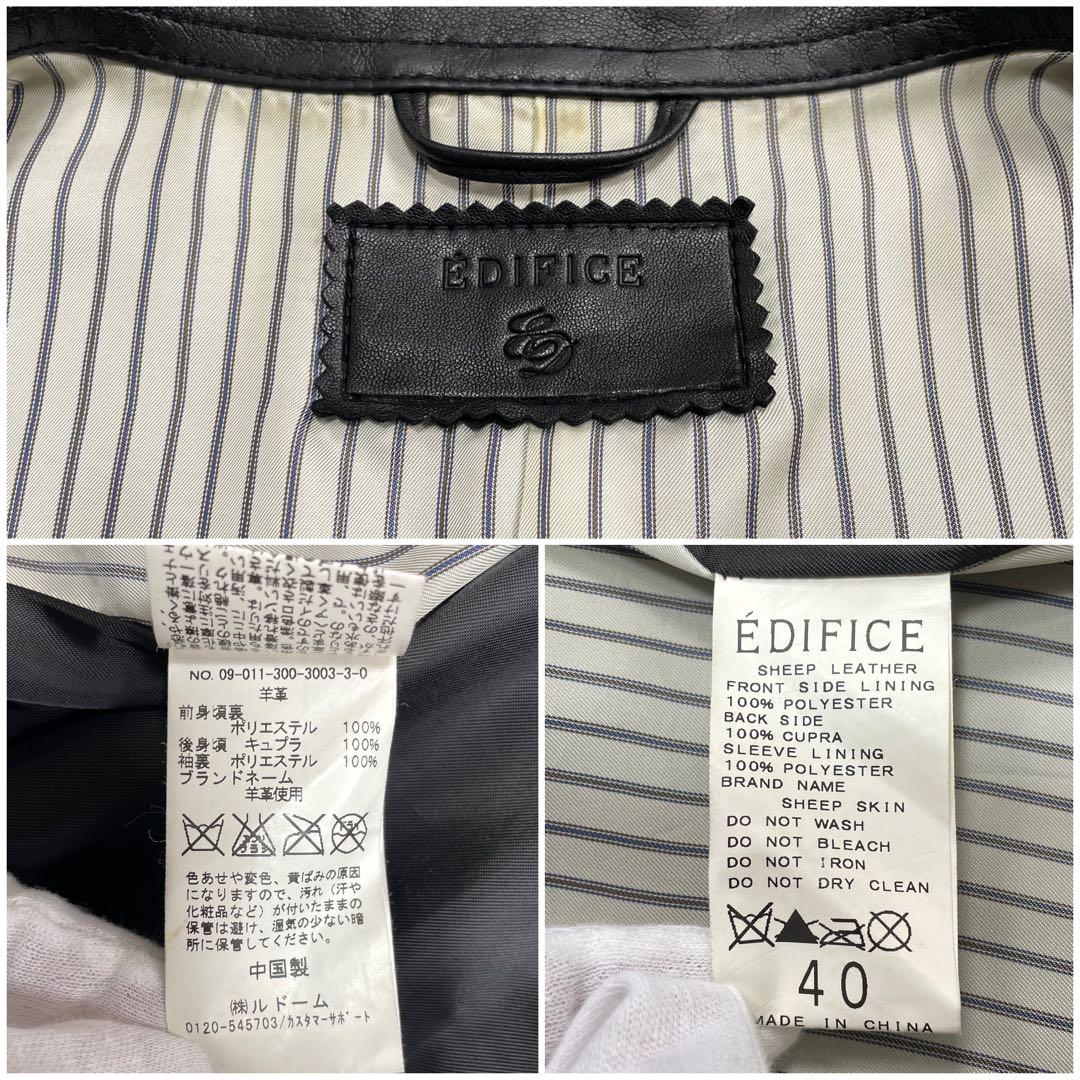 ÉDIFICE
NO. 09-011-300-3003-3-0
羊革
前身頃裏
ポリエステル 100%
後身頃 キュプラ 100%
袖裏 ポリエステル 100%
ブランドネーム
羊革使用
色あせや変色、黄ばみの原因
になりますので、汚れ(汗や
化粧品など)が付いたままの
保管は避け、湿気の少ない暗
所に保管してください。
中国製
㈱ルドーム
0120-545703/カスタマーサポート
ÉDIFICE
SHEEP LEATHER
FRONT SIDE LINING
100% POLYESTER
BACK SIDE
100% CUPRA
SLEEVE LINING
100% POLYESTER
BRAND NAME
SHEEP SKIN
DO NOT WASH
DO NOT BLEACH
DO NOT IRON
DO NOT DRY CLEAN
40
MADE IN CHINA